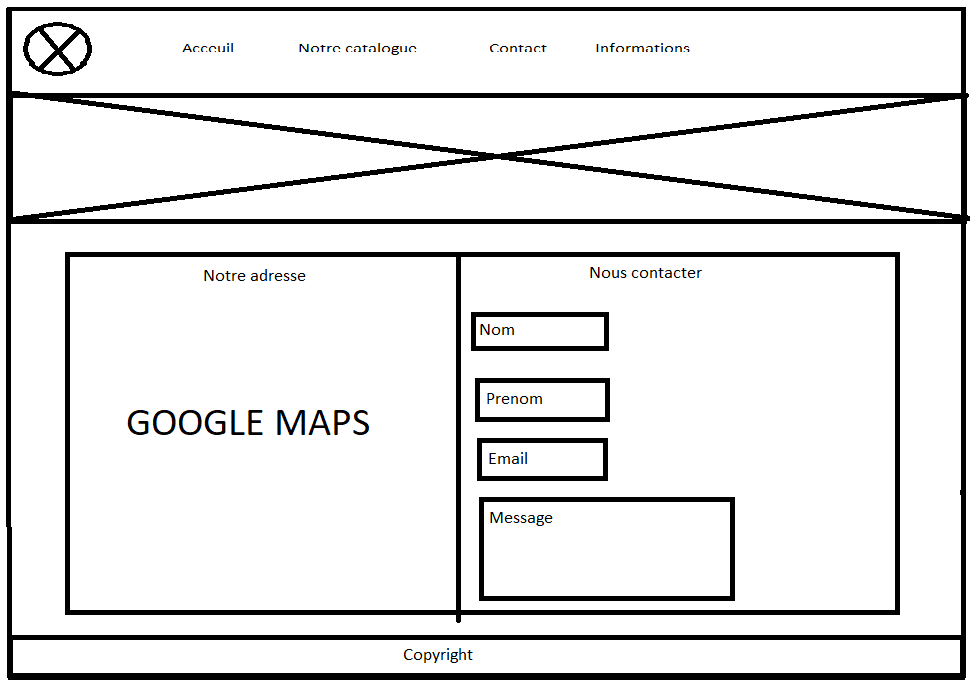 Acceuil Notre catalogue Contact Informations
Notre adresse
GOOGLE MAPS
Nous contacter
Nom
Prenom
Email
Message
Copyright